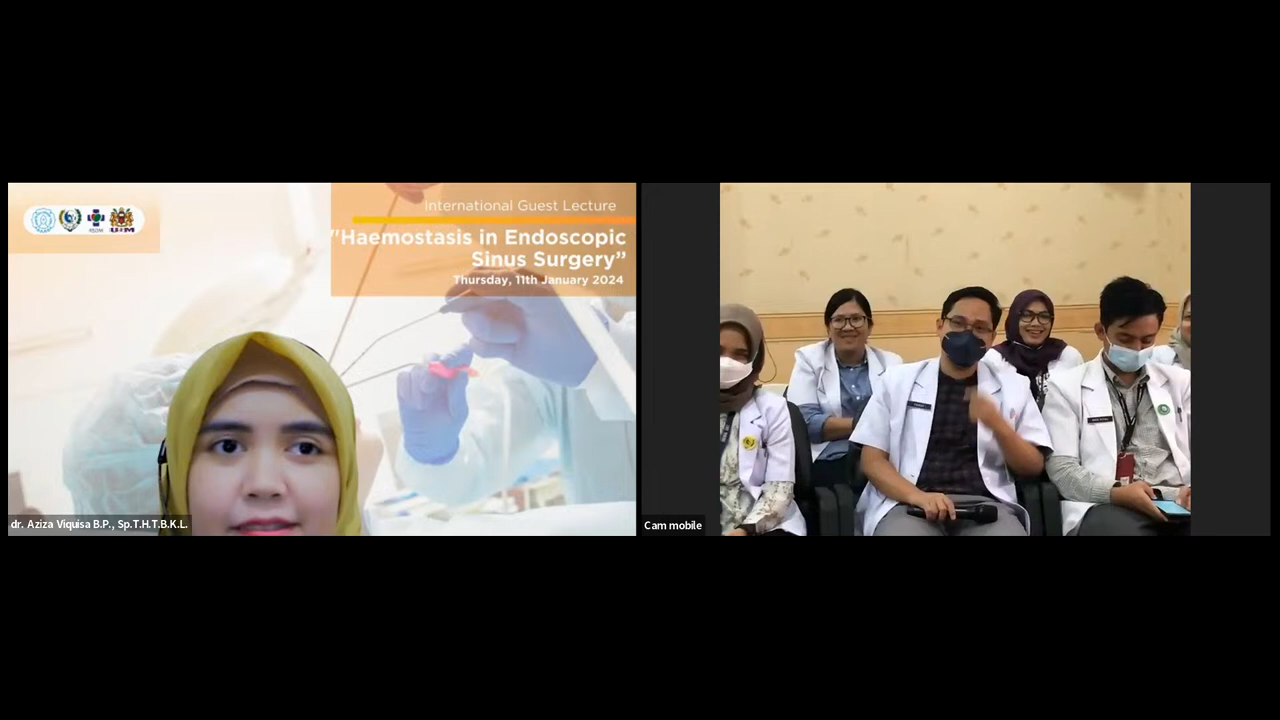 International Guest Lecture
"Haemostasis in Endoscopic
Sinus Surgery”
Thursday, 11th January 2024
dr. Aziza Viquisa B.P., Sp.T.H.T.B.K.L.
Cam mobile